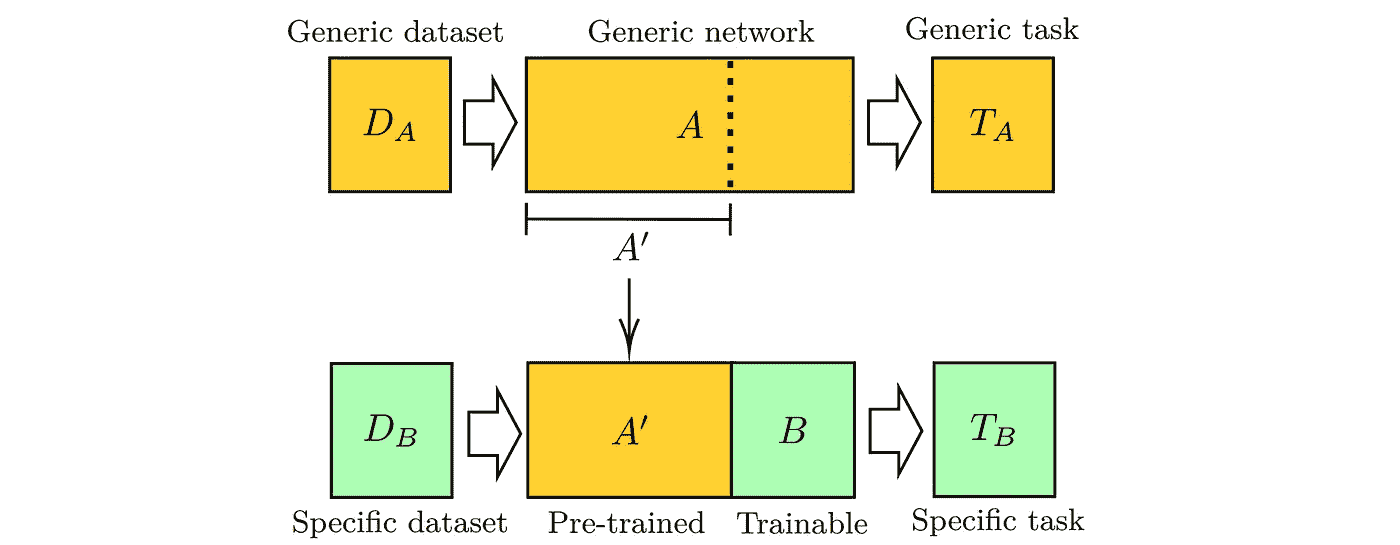 Generic dataset Generic network Generic task
D_A A T_A
A′
D_B A′ B T_B
Specific dataset Pre-trained Trainable Specific task